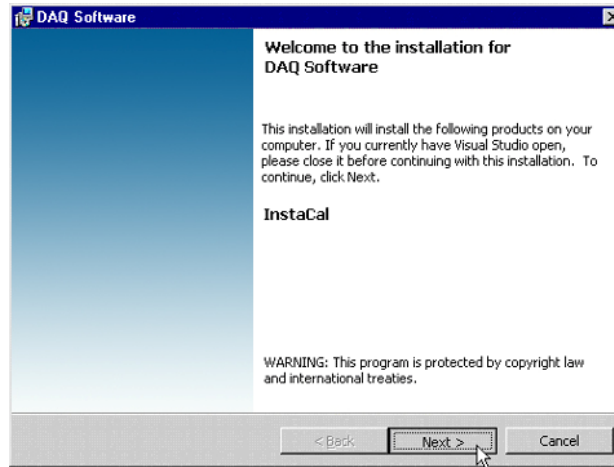 DAQ Software
Welcome to the installation for
DAQ Software
This installation will install the following products on your
computer. If you currently have Visual Studio open,
please close it before continuing with this installation. To
continue, click Next.
InstaCal
WARNING: This program is protected by copyright law
and international treaties.
< Back
Next >
Cancel